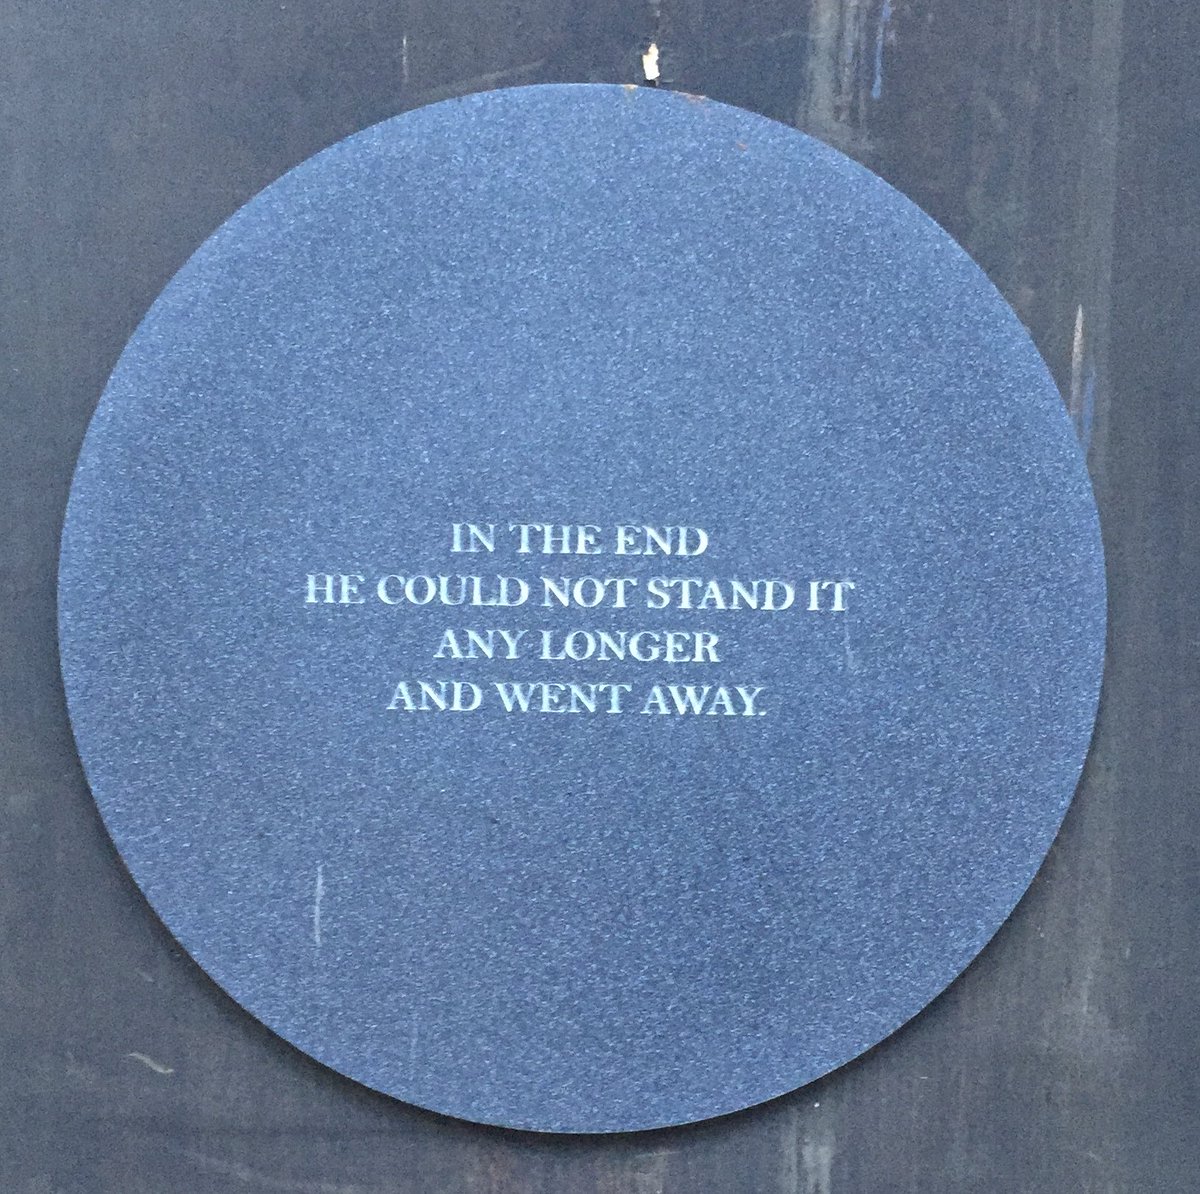 IN THE END
HE COULD NOT STAND IT
ANY LONGER
AND WENT AWAY.